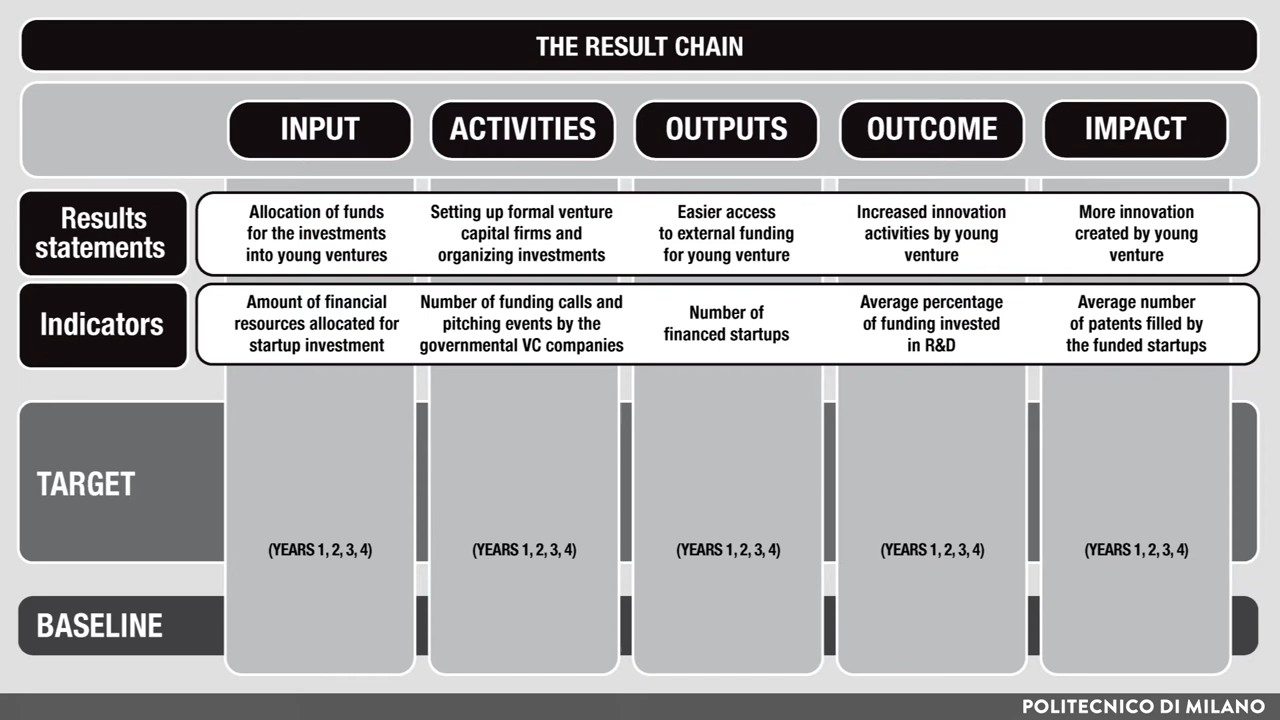 THE RESULT CHAIN
INPUT
ACTIVITIES
OUTPUTS
OUTCOME
IMPACT
Results
statements
Allocation of funds
for the investments
into young ventures
Setting up formal venture
capital firms and
organizing investments
Easier access
to external funding
for young venture
Increased innovation
activities by young
venture
More innovation
created by young
venture
Indicators
Amount of financial
resources allocated for
startup investment
Number of funding calls and
pitching events by the
governmental VC companies
Number of
financed startups
Average percentage
of funding invested
in R&D
Average number
of patents filled by
the funded startups
TARGET
(YEARS 1, 2, 3, 4)
(YEARS 1, 2, 3, 4)
(YEARS 1, 2, 3, 4)
(YEARS 1, 2, 3, 4)
(YEARS 1, 2, 3, 4)
BASELINE
POLITECNICO DI MILANO